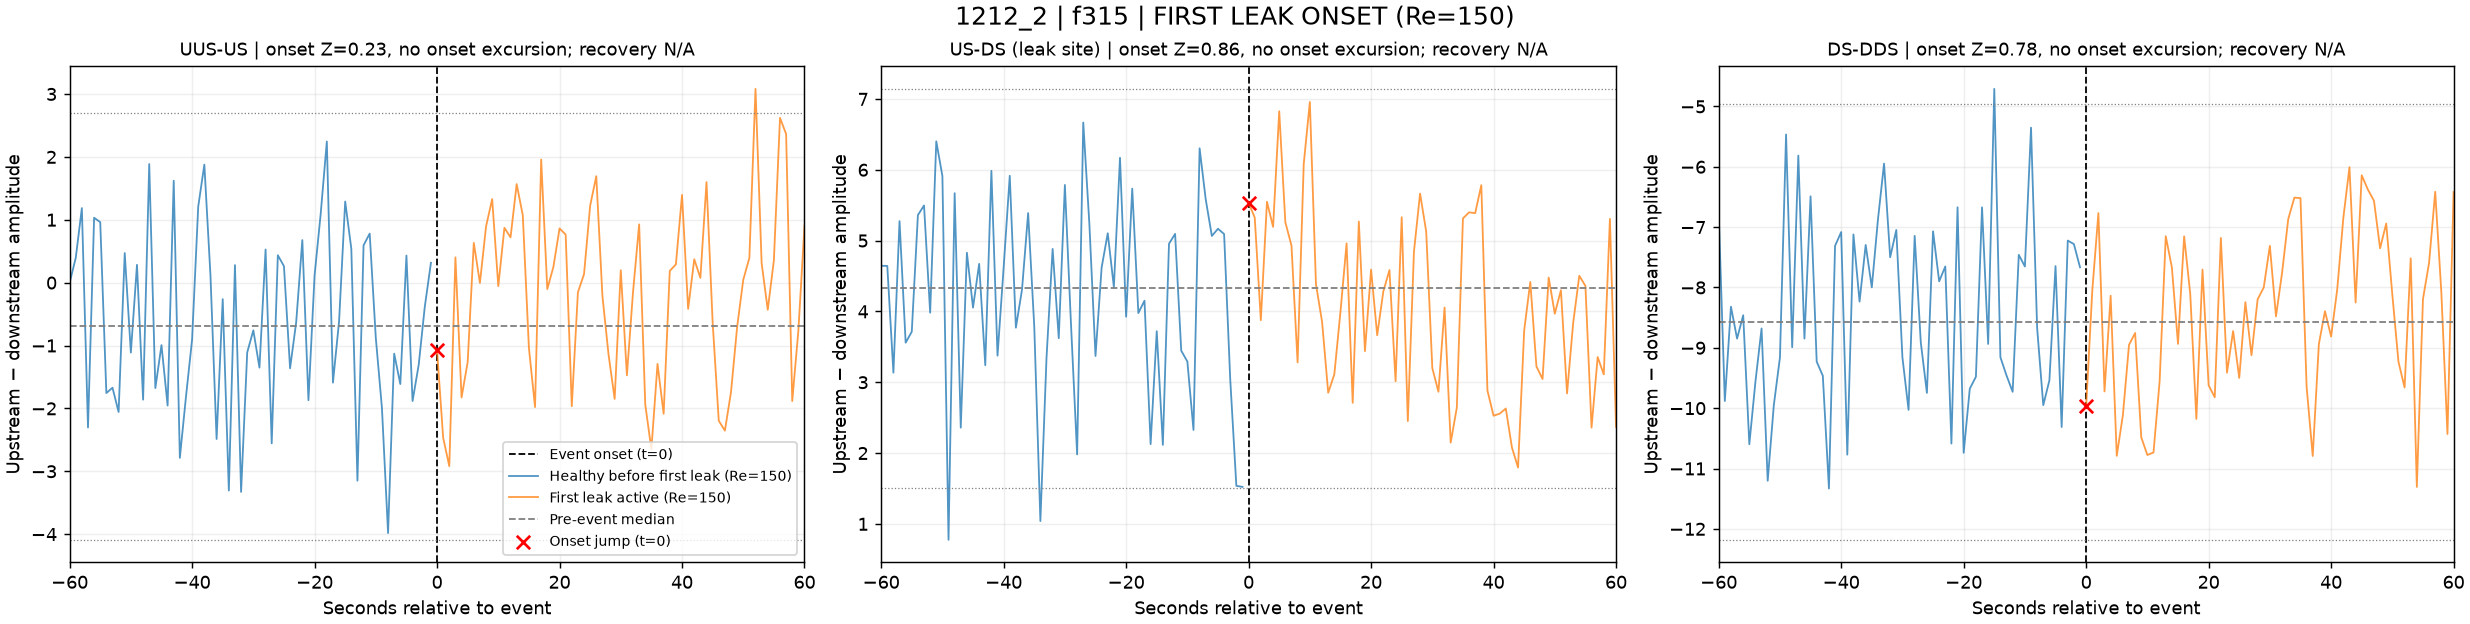 1212_2 | f315 | FIRST LEAK ONSET (Re=150)
UUS-US | onset Z=0.23, no onset excursion; recovery N/A
Upstream − downstream amplitude
3
2
1
0
−1
−2
−3
−4
Event onset (t=0)
Healthy before first leak (Re=150)
First leak active (Re=150)
Pre-event median
Onset jump (t=0)
−60
−40
−20
0
20
40
60
Seconds relative to event
US-DS (leak site) | onset Z=0.86, no onset excursion; recovery N/A
Upstream − downstream amplitude
7
6
5
4
3
2
1
−60
−40
−20
0
20
40
60
Seconds relative to event
DS-DDS | onset Z=0.78, no onset excursion; recovery N/A
Upstream − downstream amplitude
−5
−6
−7
−8
−9
−10
−11
−12
−60
−40
−20
0
20
40
60
Seconds relative to event